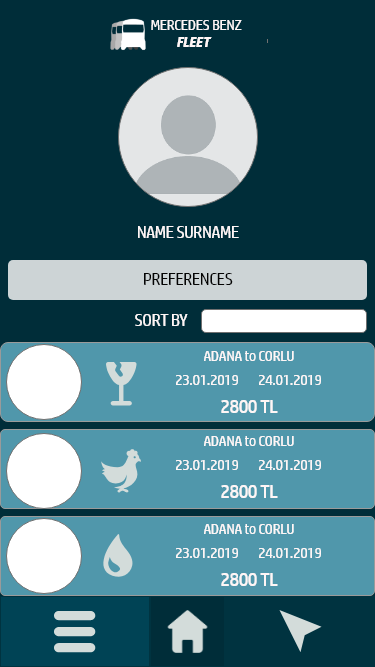 MERCEDES BENZ
FLEET
NAME SURNAME
PREFERENCES
SORT BY
ADANA to CORLU
23.01.2019 24.01.2019
2800 TL
ADANA to CORLU
23.01.2019 24.01.2019
2800 TL
ADANA to CORLU
23.01.2019 24.01.2019
2800 TL